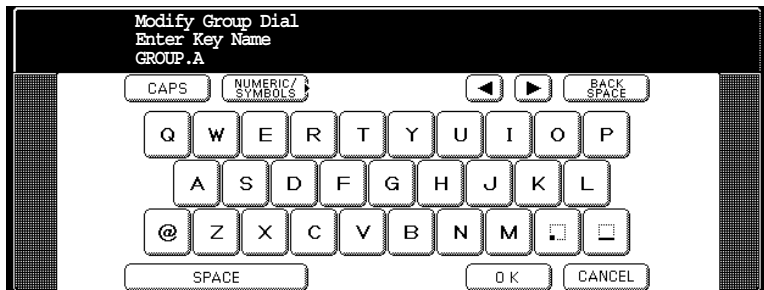 Modify Group Dial
Enter Key Name
GROUP.A
CAPS NUMERIC/ SYMBOLS ◀ ▶ BACK SPACE
Q W E R T Y U I O P
A S D F G H J K L
@ Z X C V B N M . _
SPACE OK CANCEL